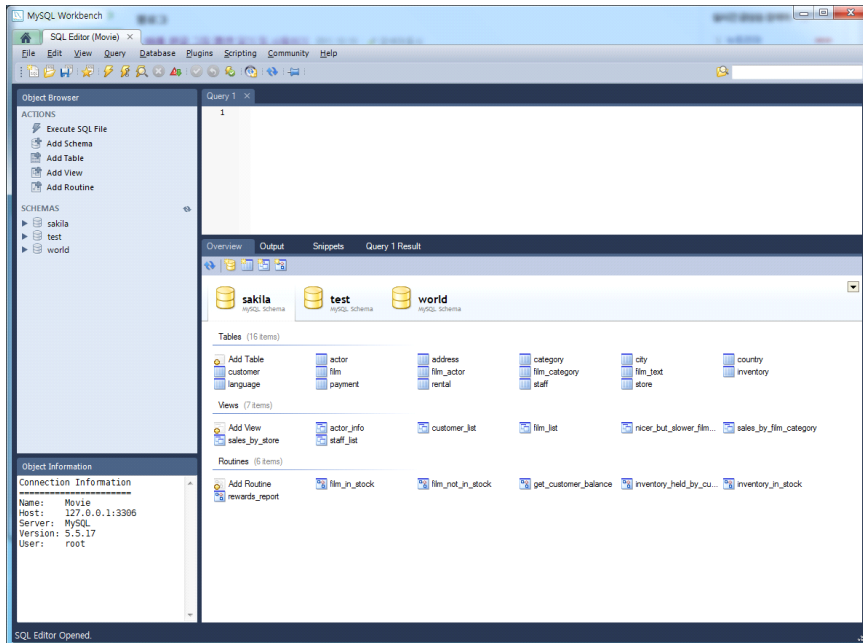 MySQL Workbench
SQL Editor (Movie)
File Edit View Query Database Plugins Scripting Community Help
Object Browser
Query 1
ACTIONS
1
Execute SQL File
Add Schema
Add Table
Add View
Add Routine
SCHEMAS
sakila
test
world
Overview Output Snippets Query 1 Result
sakila test world
MySQL Schema MySQL Schema MySQL Schema
Tables (16 items)
Add Table actor address category city country
customer film film_actor film_category film_text inventory
language payment rental staff store
Views (7 items)
Add View actor_info customer_list film_list nicer_but_slower_film... sales_by_film_category
sales_by_store staff_list
Routines (6 items)
Add Routine film_in_stock film_not_in_stock get_customer_balance inventory_held_by_cu... inventory_in_stock
rewards_report
Object Information
Connection Information
======================
Name: Movie
Host: 127.0.0.1:3306
Server: MySQL
Version: 5.5.17
User: root
SQL Editor Opened.